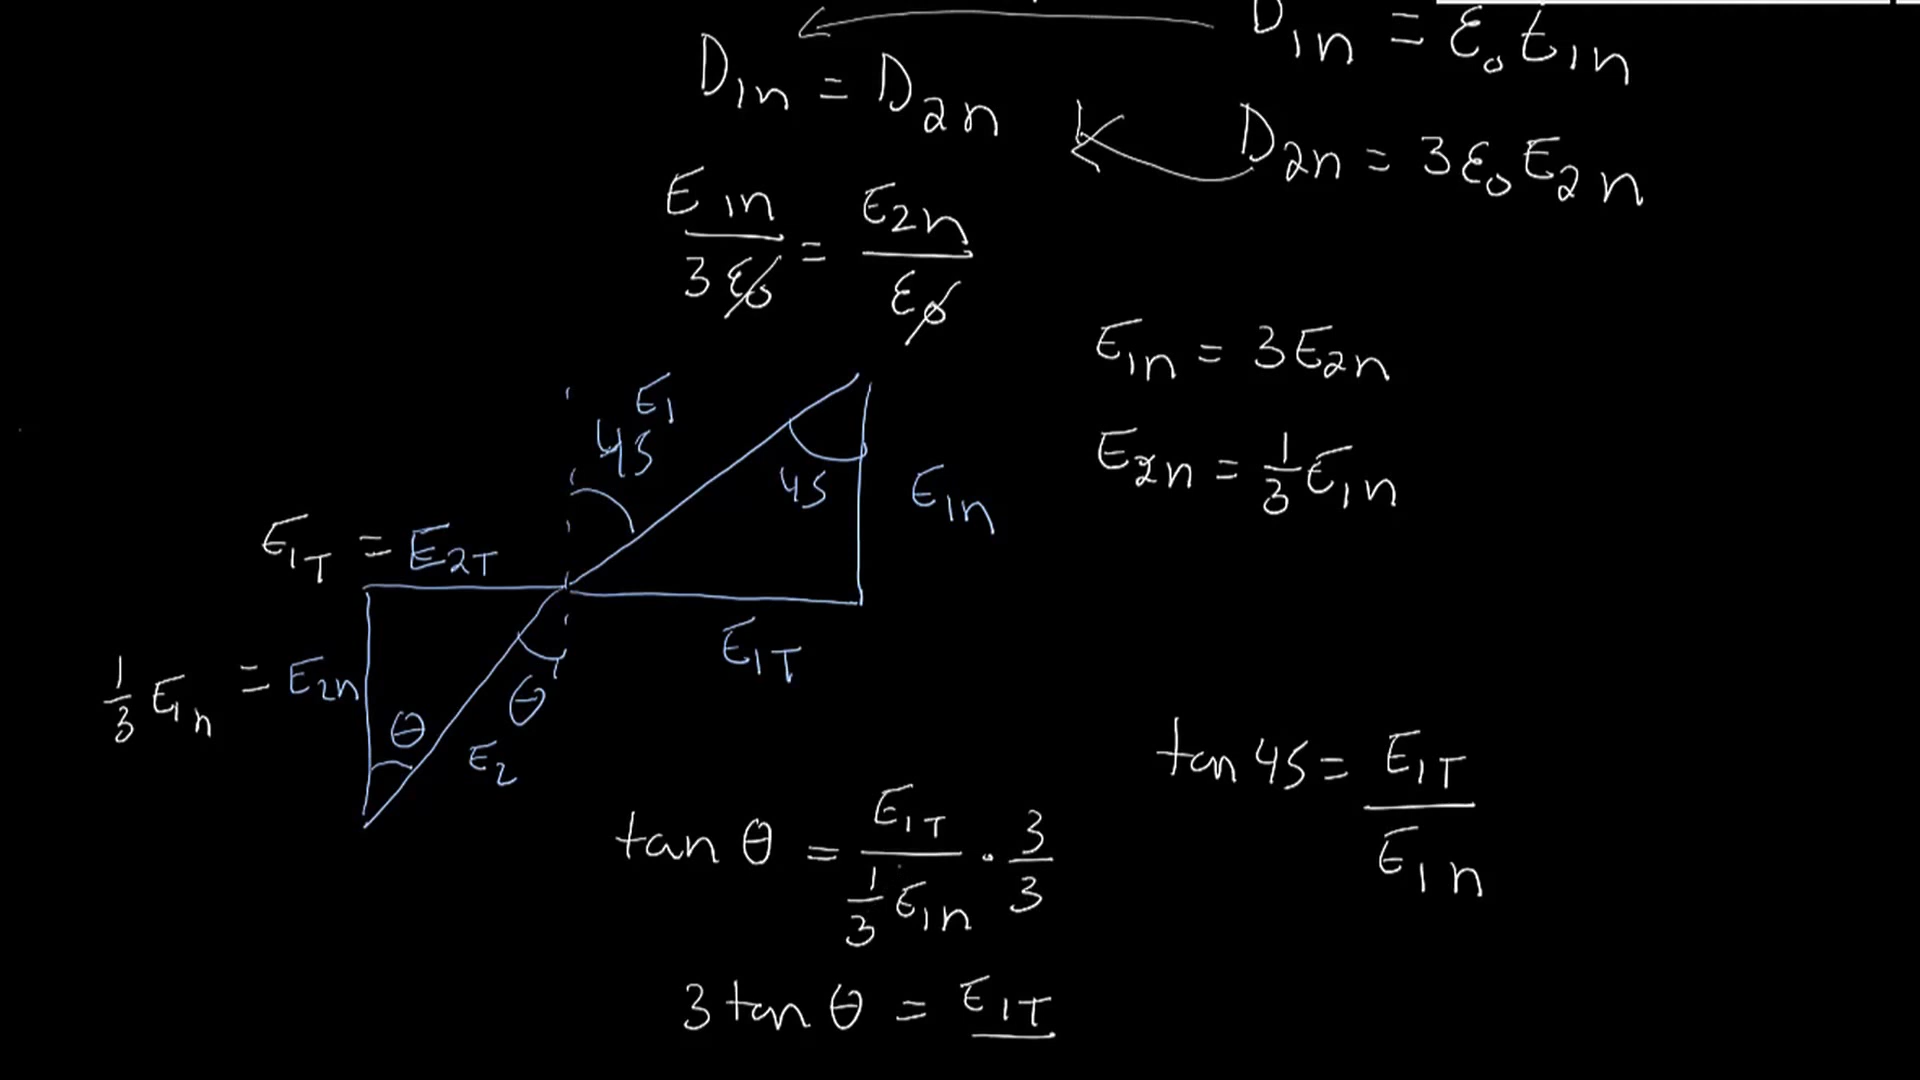 D1n = ε0E1n
D1n = D2n
D2n = 3ε0E2n
E1n/3ε0 = E2n/ε0
E1n = 3E2n
E2n = 1/3 E1n
E1
45
45
E1n
E1T = E2T
E1T
1/3 E1n = E2n
θ
θ
E2
tan 45 = E1T/E1n
tan θ = E1T/(1/3 E1n) · 3/3
3 tan θ = E1T